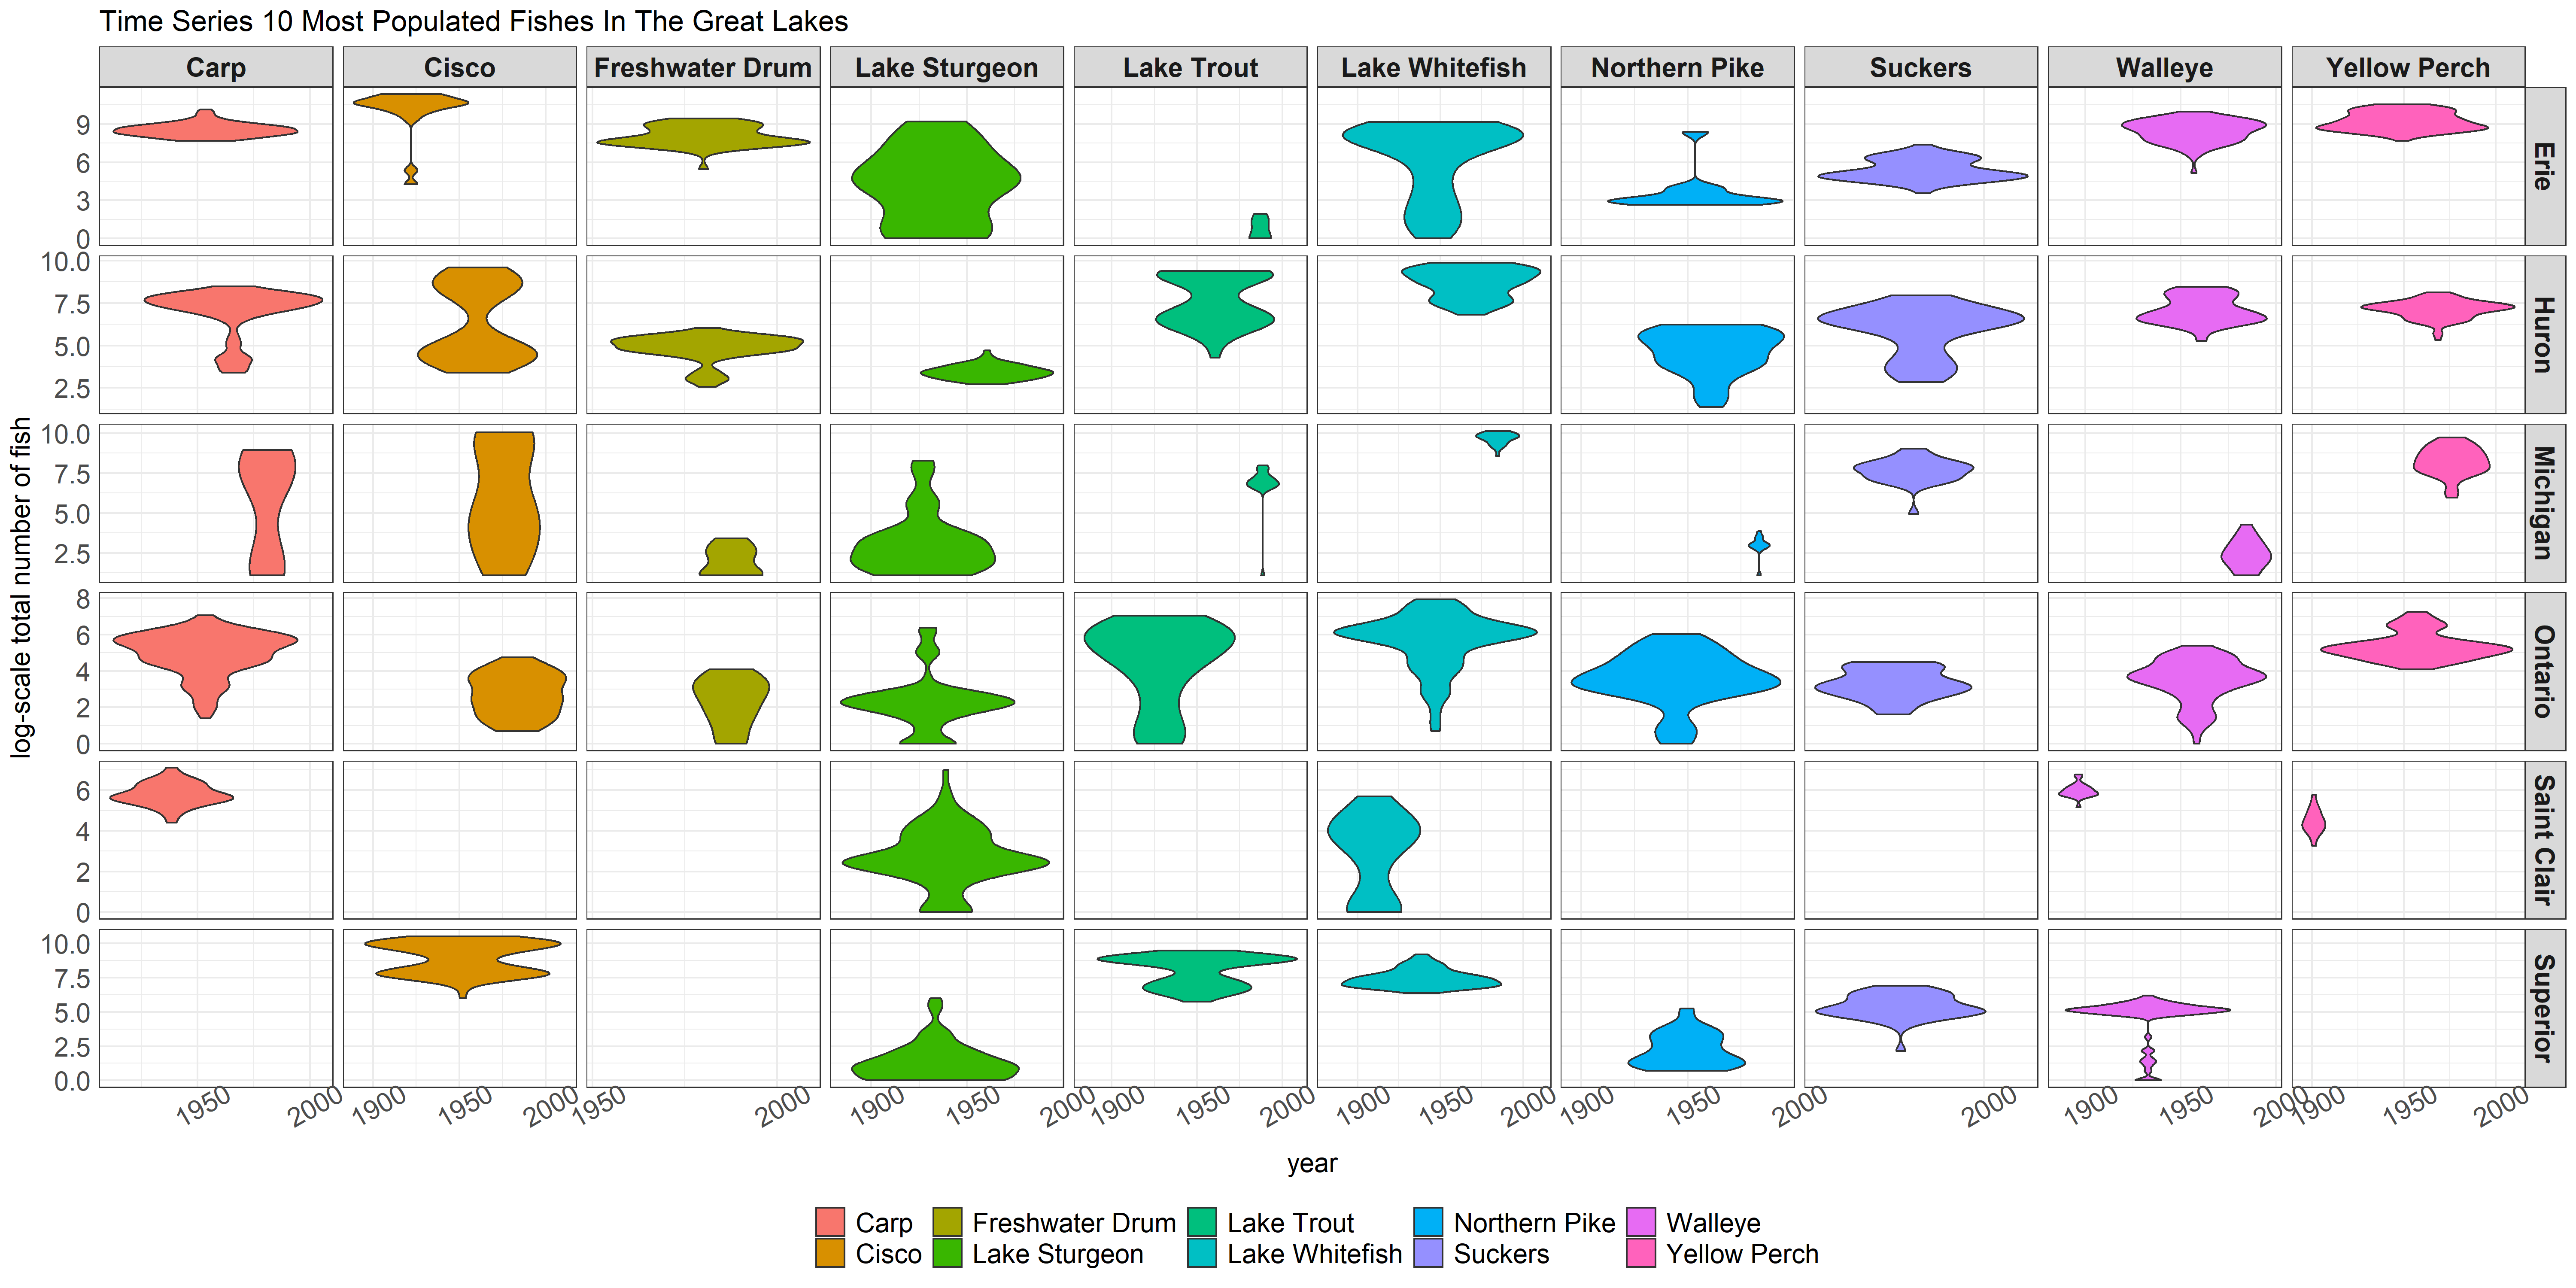 Time Series 10 Most Populated Fishes In The Great Lakes
Carp Cisco Freshwater Drum Lake Sturgeon Lake Trout Lake Whitefish Northern Pike Suckers Walleye Yellow Perch
9
6
3
0
Erie
10.0
7.5
5.0
2.5
Huron
10.0
7.5
5.0
2.5
Michigan
8
6
4
2
0
Ontario
6
4
2
0
Saint Clair
10.0
7.5
5.0
2.5
0.0
Superior
log-scale total number of fish
1950 2000 1900 1950 2000 1950 2000 1900 1950 2000 1900 1950 2000 1900 1950 2000 1900 1950 2000 2000 1900 1950 2000 1900 1950 2000
year
Carp Freshwater Drum Lake Trout Northern Pike Walleye
Cisco Lake Sturgeon Lake Whitefish Suckers Yellow Perch